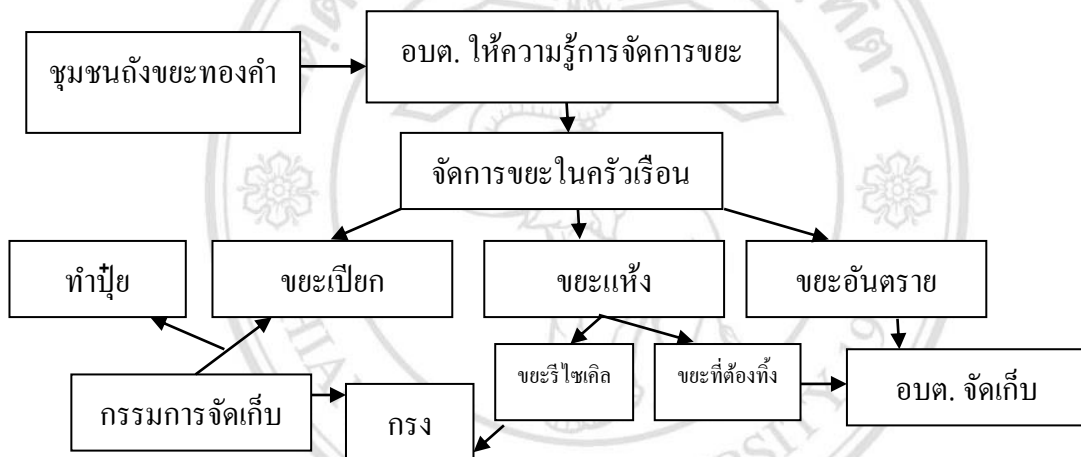 ชุมชนถังขยะทองคำ
อบต. ให้ความรู้การจัดการขยะ
จัดการขยะในครัวเรือน
ทำปุ๋ย
ขยะเปียก
ขยะแห้ง
ขยะอันตราย
ขยะรีไซเคิล
ขยะที่ต้องทิ้ง
อบต. จัดเก็บ
กรรมการจัดเก็บ
กรง